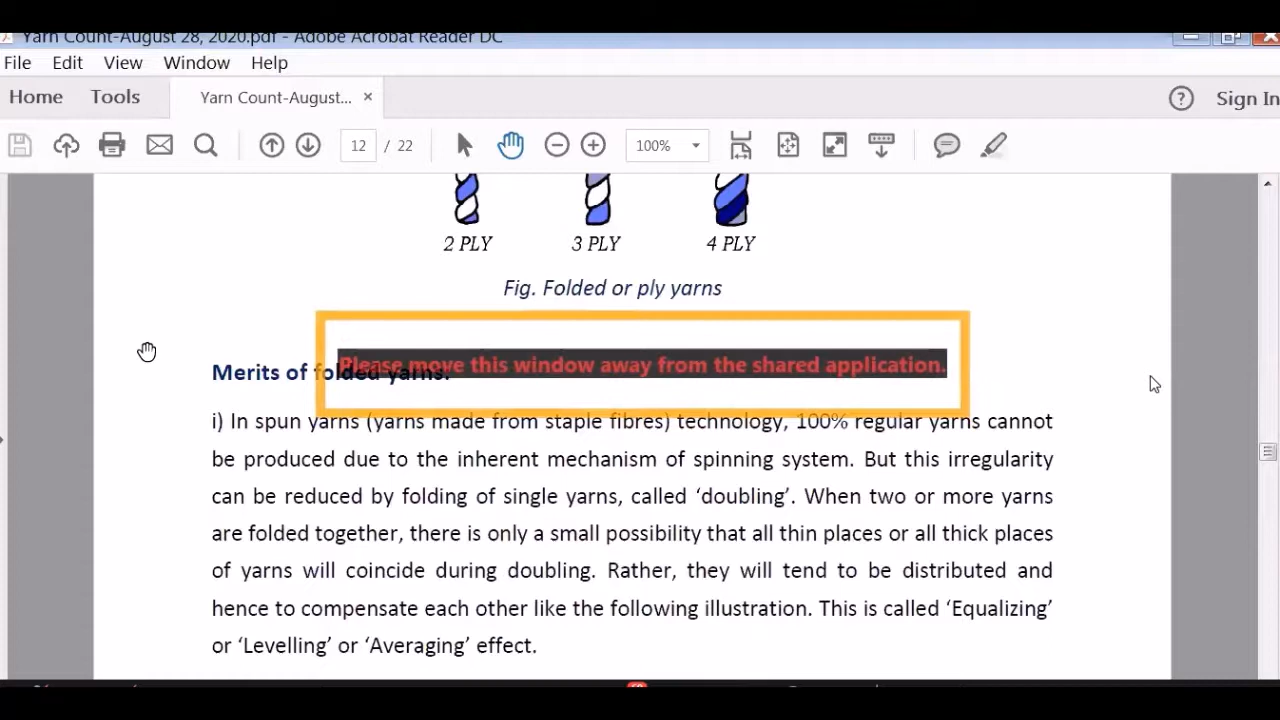 Yarn Count-August 28, 2020.pdf - Adobe Acrobat Reader DC
File Edit View Window Help
Home Tools Yarn Count-August... × ? Sign In
12 / 22 100%
2 PLY 3 PLY 4 PLY
Fig. Folded or ply yarns
Please move this window away from the shared application.
Merits of folded yarns:
i) In spun yarns (yarns made from staple fibres) technology, 100% regular yarns cannot
be produced due to the inherent mechanism of spinning system. But this irregularity
can be reduced by folding of single yarns, called ‘doubling’. When two or more yarns
are folded together, there is only a small possibility that all thin places or all thick places
of yarns will coincide during doubling. Rather, they will tend to be distributed and
hence to compensate each other like the following illustration. This is called ‘Equalizing’
or ‘Levelling’ or ‘Averaging’ effect.